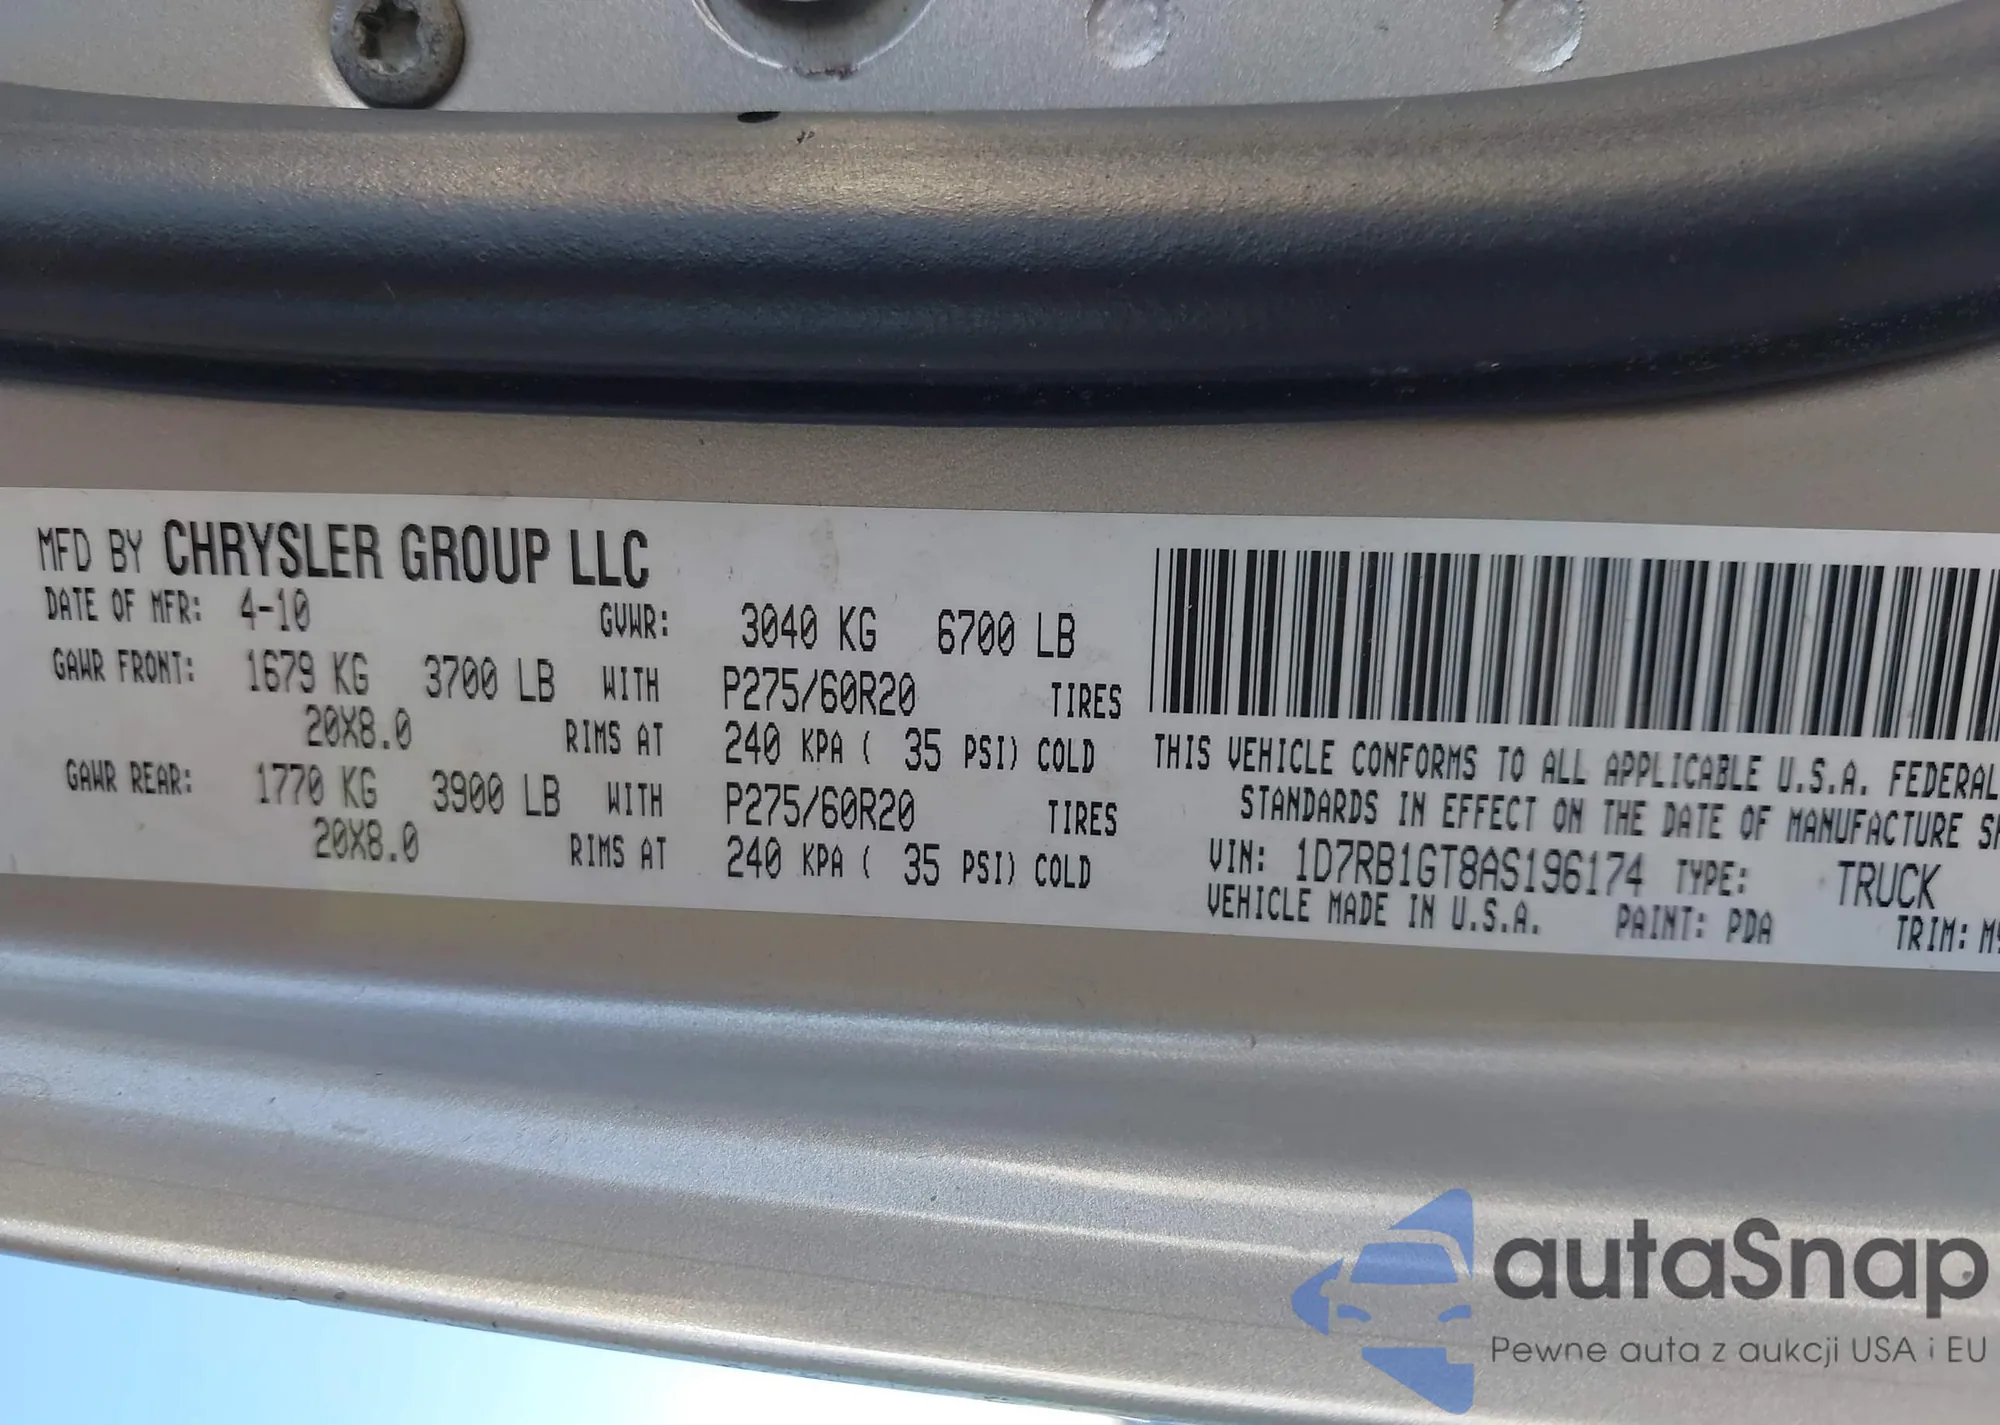 MFD BY CHRYSLER GROUP LLC
DATE OF MFR: 4-10 GVWR: 3040 KG 6700 LB
GAWR FRONT: 1679 KG 3700 LB WITH P275/60R20 TIRES
20X8.0 RIMS AT 240 KPA ( 35 PSI) COLD
GAWR REAR: 1770 KG 3900 LB WITH P275/60R20 TIRES
20X8.0 RIMS AT 240 KPA ( 35 PSI) COLD
THIS VEHICLE CONFORMS TO ALL APPLICABLE U.S.A. FEDERAL
STANDARDS IN EFFECT ON THE DATE OF MANUFACTURE
VIN: 1D7RB1GT8AS196174 TYPE: TRUCK
VEHICLE MADE IN U.S.A. PAINT: PDA TRIM:
autaSnap
Pewne auta z aukcji USA i EU